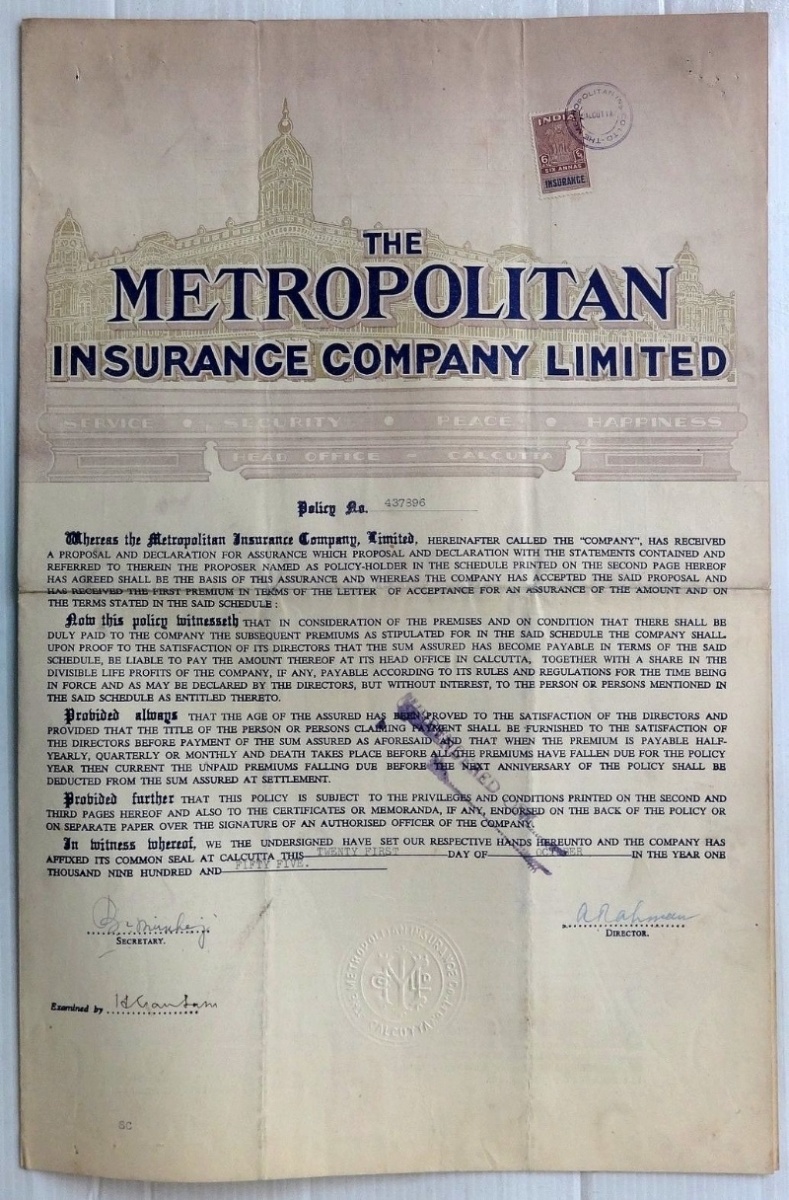 INDIA
6 As
SIX ANNAS
INSURANCE
THE
METROPOLITAN
INSURANCE COMPANY LIMITED
SERVICE • SECURITY • PEACE • HAPPINESS
HEAD OFFICE - CALCUTTA
Policy No. 437896
Whereas the Metropolitan Insurance Company, Limited, HEREINAFTER CALLED THE "COMPANY", HAS RECEIVED
A PROPOSAL AND DECLARATION FOR ASSURANCE WHICH PROPOSAL AND DECLARATION WITH THE STATEMENTS CONTAINED AND
REFERRED TO THEREIN THE PROPOSER NAMED AS POLICY-HOLDER IN THE SCHEDULE PRINTED ON THE SECOND PAGE HEREOF
HAS AGREED SHALL BE THE BASIS OF THIS ASSURANCE AND WHEREAS THE COMPANY HAS ACCEPTED THE SAID PROPOSAL AND
HAS RECEIVED THE FIRST PREMIUM IN TERMS OF THE LETTER OF ACCEPTANCE FOR AN ASSURANCE OF THE AMOUNT AND ON
THE TERMS STATED IN THE SAID SCHEDULE :
Now this policy witnesseth THAT IN CONSIDERATION OF THE PREMISES AND ON CONDITION THAT THERE SHALL BE
DULY PAID TO THE COMPANY THE SUBSEQUENT PREMIUMS AS STIPULATED FOR IN THE SAID SCHEDULE THE COMPANY SHALL
UPON PROOF TO THE SATISFACTION OF ITS DIRECTORS THAT THE SUM ASSURED HAS BECOME PAYABLE IN TERMS OF THE SAID
SCHEDULE, BE LIABLE TO PAY THE AMOUNT THEREOF AT ITS HEAD OFFICE IN CALCUTTA, TOGETHER WITH A SHARE IN THE
DIVISIBLE LIFE PROFITS OF THE COMPANY, IF ANY, PAYABLE ACCORDING TO ITS RULES AND REGULATIONS FOR THE TIME BEING
IN FORCE AND AS MAY BE DECLARED BY THE DIRECTORS, BUT WITHOUT INTEREST, TO THE PERSON OR PERSONS MENTIONED IN
THE SAID SCHEDULE AS ENTITLED THERETO.
Provided always THAT THE AGE OF THE ASSURED HAS BEEN PROVED TO THE SATISFACTION OF THE DIRECTORS AND
PROVIDED THAT THE TITLE OF THE PERSON OR PERSONS CLAIMING PAYMENT SHALL BE FURNISHED TO THE SATISFACTION OF
THE DIRECTORS BEFORE PAYMENT OF THE SUM ASSURED AS AFORESAID AND THAT WHEN THE PREMIUM IS PAYABLE HALF-
YEARLY, QUARTERLY OR MONTHLY AND DEATH TAKES PLACE BEFORE ALL THE PREMIUMS HAVE FALLEN DUE FOR THE POLICY
YEAR THEN CURRENT THE UNPAID PREMIUMS FALLING DUE BEFORE THE NEXT ANNIVERSARY OF THE POLICY SHALL BE
DEDUCTED FROM THE SUM ASSURED AT SETTLEMENT.
Provided further THAT THIS POLICY IS SUBJECT TO THE PRIVILEGES AND CONDITIONS PRINTED ON THE SECOND AND
THIRD PAGES HEREOF AND ALSO TO THE CERTIFICATES OR MEMORANDA, IF ANY, ENDORSED ON THE BACK OF THE POLICY OR
ON SEPARATE PAPER OVER THE SIGNATURE OF AN AUTHORISED OFFICER OF THE COMPANY.
In witness whereof, WE THE UNDERSIGNED HAVE SET OUR RESPECTIVE HANDS HEREUNTO AND THE COMPANY HAS
AFFIXED ITS COMMON SEAL AT CALCUTTA THIS TWENTY FIRST DAY OF OCTOBER IN THE YEAR ONE
THOUSAND NINE HUNDRED AND FIFTY FIVE.
A Rahman
SECRETARY. DIRECTOR.
THE METROPOLITAN INSURANCE CO. LTD. CALCUTTA
Examined by
SC